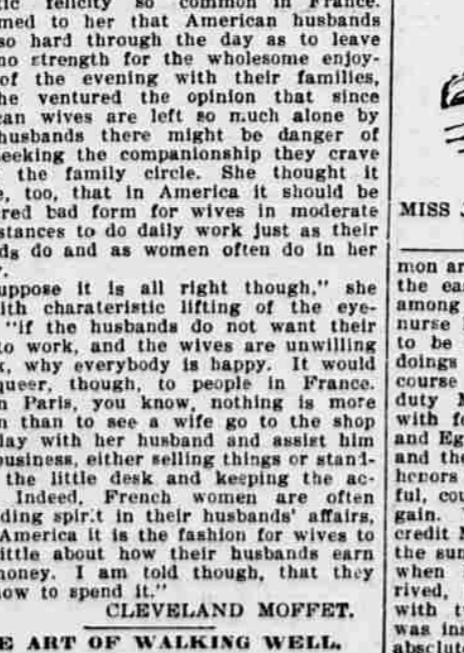 tic felicity so common in France.
med to her that American husbands
so hard through the day as to leave
no strength for the wholesome enjoy-
of the evening with their families,
he ventured the opinion that since
can wives are left so much alone by
husbands there might be danger of
eeking the companionship they crave
the family circle. She thought it
e, too, that in America it should be
red bad form for wives in moderate
stances to do daily work just as their
ds do and as women often do in her
y.
uppose it is all right though," she
ith charateristic lifting of the eye-
"if the husbands do not want their
to work, and the wives are unwilling
k, why everybody is happy. It would
queer, though, to people in France.
n Paris, you know, nothing is more
n than to see a wife go to the shop
day with her husband and assist him
business, either selling things or stand-
the little desk and keeping the ac-
Indeed, French women are often
ding spirit in their husbands' affairs,
America it is the fashion for wives to
ittle about how their husbands earn
noney. I am told though, that they
ow to spend it."
CLEVELAND MOFFET.
E ART OF WALKING WELL.
MISS
mon ar
the eas
among
nurse
to be
doings
course
duty M
with fe
and Eg
and the
honors
ful, cou
gain.
credit M
the sur
when
rived,
with t
was ins
absolute